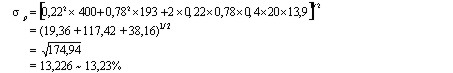 σ ρ = [0,22² × 400 + 0,78² × 193 + 2 × 0,22 × 0,78 × 0,4 × 20 × 13,9]^1/2
= (19,36 + 117,42 + 38,16)^1/2
= √174,94
= 13,226 ~ 13,23%